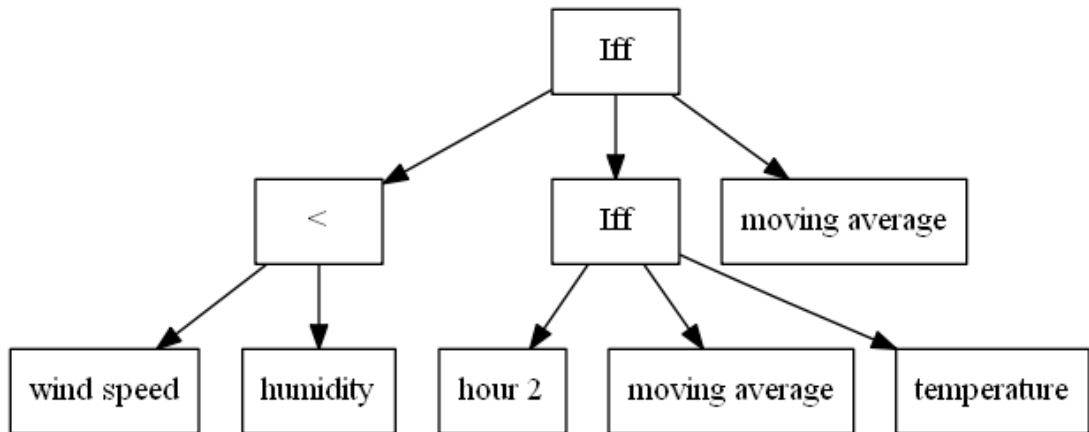 Iff
<
Iff
moving average
wind speed
humidity
hour 2
moving average
temperature